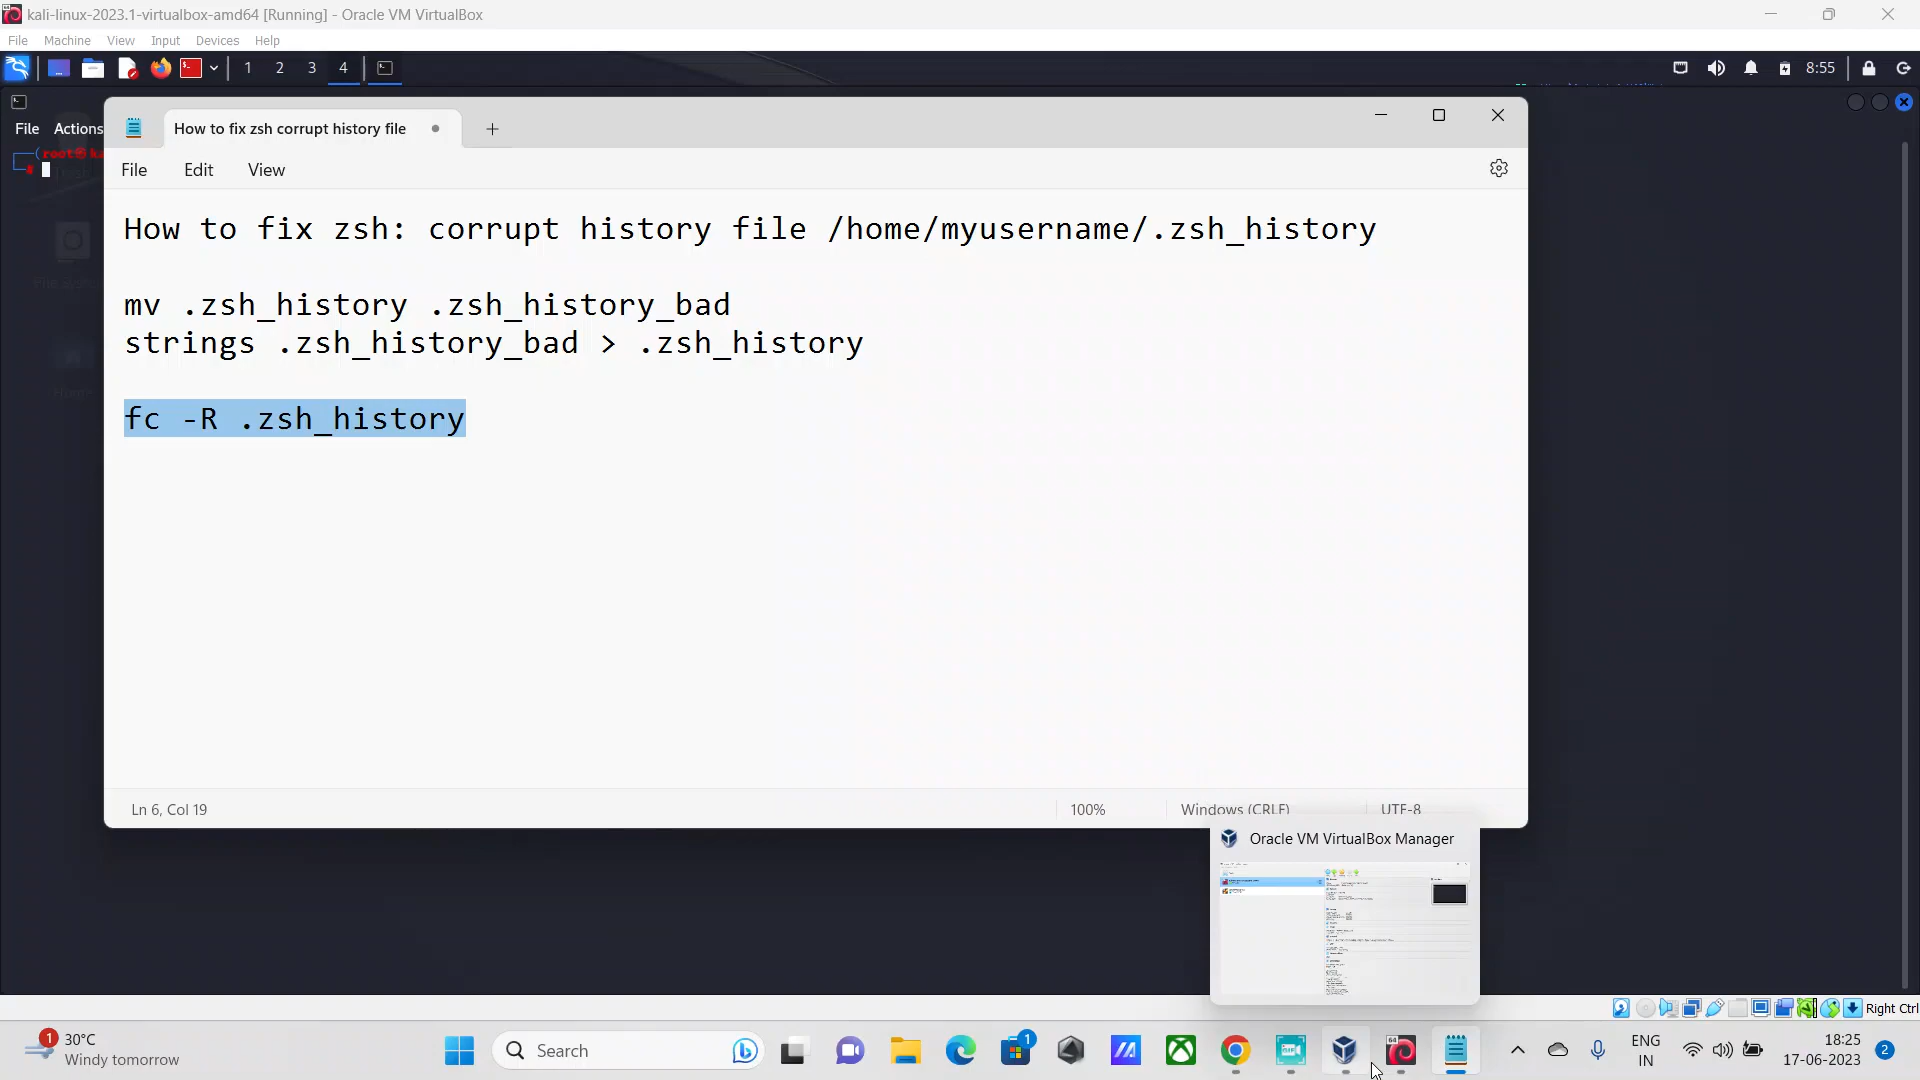 kali-linux-2023.1-virtualbox-amd64 [Running] - Oracle VM VirtualBox
File Machine View Input Devices Help
1 2 3 4
8:55
File Actions
How to fix zsh corrupt history file
File Edit View
How to fix zsh: corrupt history file /home/myusername/.zsh_history
mv .zsh_history .zsh_history_bad
strings .zsh_history_bad > .zsh_history
fc -R .zsh_history
Ln 6, Col 19
100%
Windows (CRLF)
UTF-8
Oracle VM VirtualBox Manager
Right Ctrl
1
30°C
Windy tomorrow
Search
1
ENG
IN
18:25
17-06-2023
2